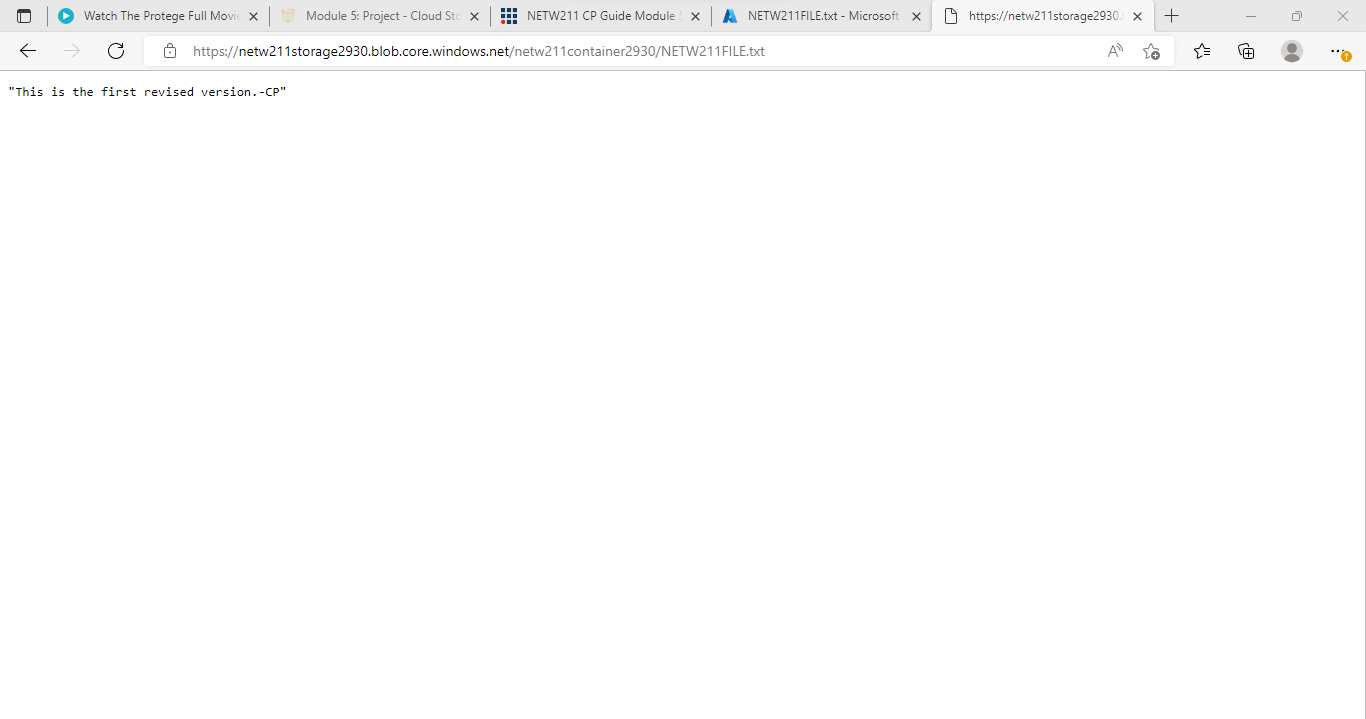 Watch The Protege Full Movie
Module 5: Project - Cloud Sto
NETW211 CP Guide Module
NETW211FILE.txt - Microsoft
https://netw211storage2930.
https://netw211storage2930.blob.core.windows.net/netw211container2930/NETW211FILE.txt
"This is the first revised version.-CP"